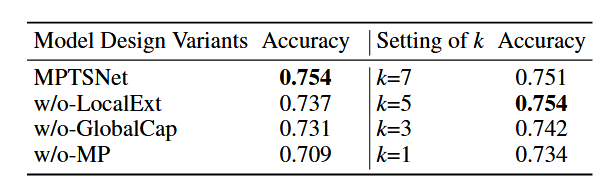 Model Design Variants Accuracy Setting of k Accuracy
MPTSNet 0.754 k=7 0.751
w/o-LocalExt 0.737 k=5 0.754
w/o-GlobalCap 0.731 k=3 0.742
w/o-MP 0.709 k=1 0.734